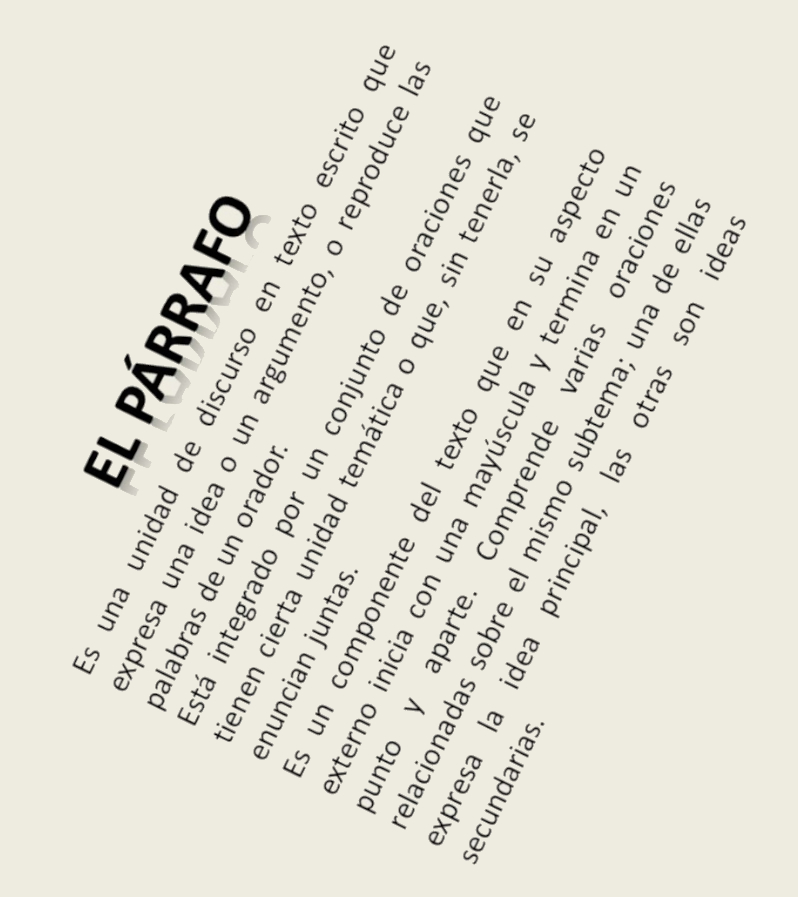 EL PÁRRAFO
Es una unidad de discurso en texto escrito que
expresa una idea o un argumento, o reproduce las
palabras de un orador.
Está integrado por un conjunto de oraciones que
tienen cierta unidad temática o que, sin tenerla, se
enuncian juntas.
Es un componente del texto que en su aspecto
externo inicia con una mayúscula y termina en un
punto y aparte. Comprende varias oraciones
relacionadas sobre el mismo subtema; una de ellas
expresa la idea principal, las otras son ideas
secundarias.